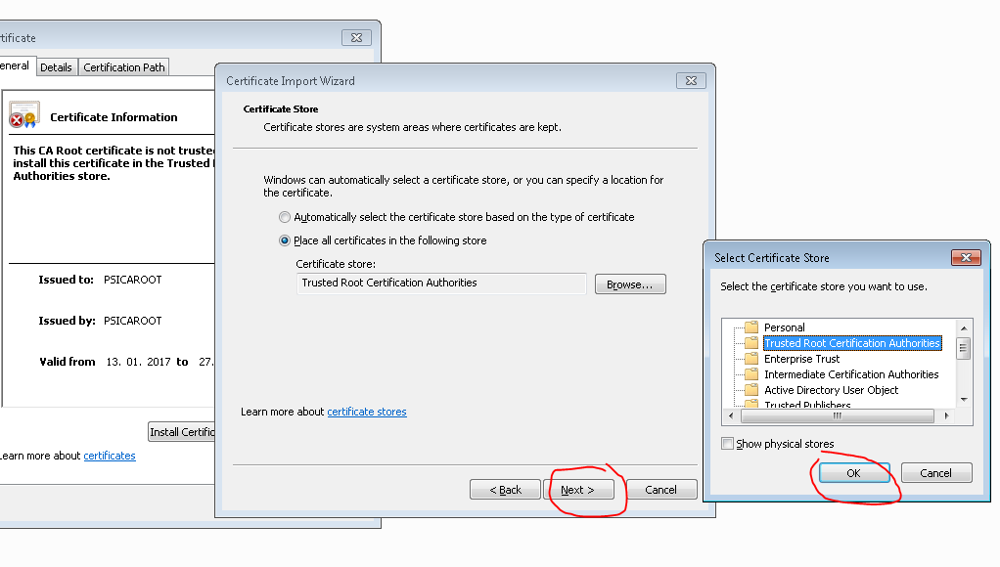 rtificate
eneral
Details
Certification Path
Certificate Information
This CA Root certificate is not truste
install this certificate in the Trusted
Authorities store.
Issued to: PSICAROOT
Issued by: PSICAROOT
Valid from 13. 01. 2017 to 27.
Install Certific
earn more about certificates
Certificate Import Wizard
Certificate Store
Certificate stores are system areas where certificates are kept.
Windows can automatically select a certificate store, or you can specify a location for
the certificate.
Automatically select the certificate store based on the type of certificate
Place all certificates in the following store
Certificate store:
Trusted Root Certification Authorities
Browse...
Learn more about certificate stores
< Back
Next >
Cancel
Select Certificate Store
Select the certificate store you want to use.
Personal
Trusted Root Certification Authorities
Enterprise Trust
Intermediate Certification Authorities
Active Directory User Object
Trusted Publishers
Show physical stores
OK
Cancel